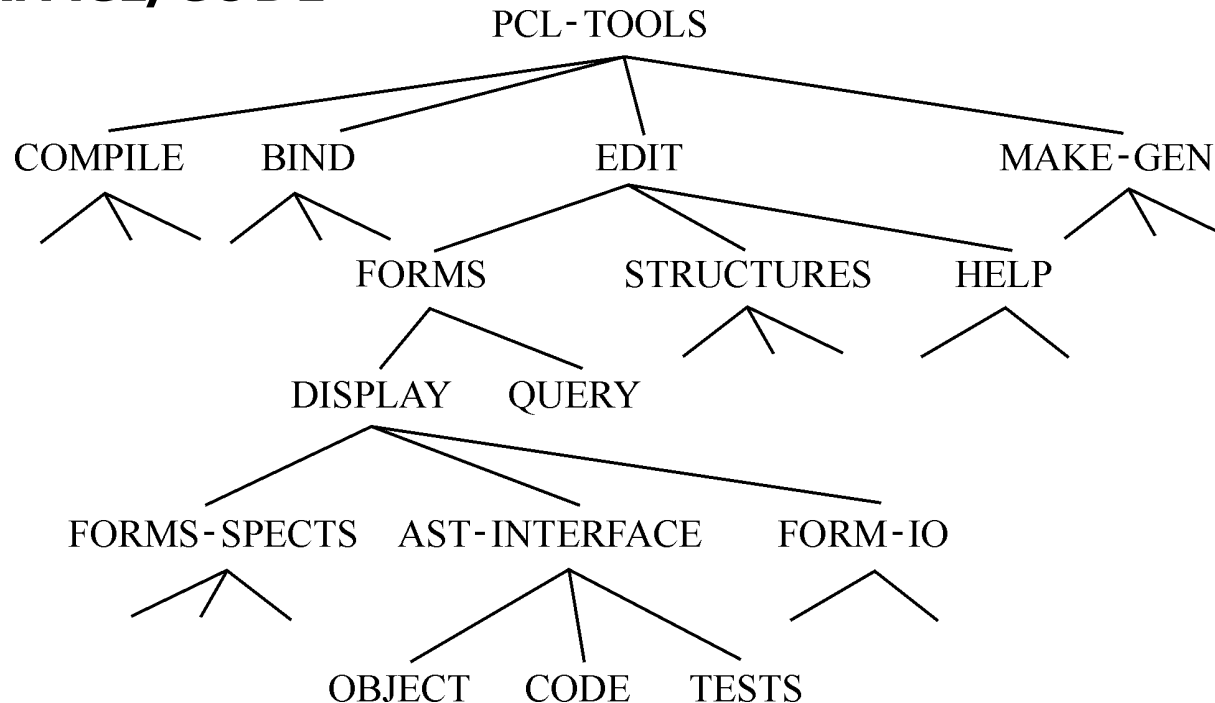 PCL-TOOLS
COMPILE BIND EDIT MAKE-GEN
FORMS STRUCTURES HELP
DISPLAY QUERY
FORMS-SPECTS AST-INTERFACE FORM-IO
OBJECT CODE TESTS